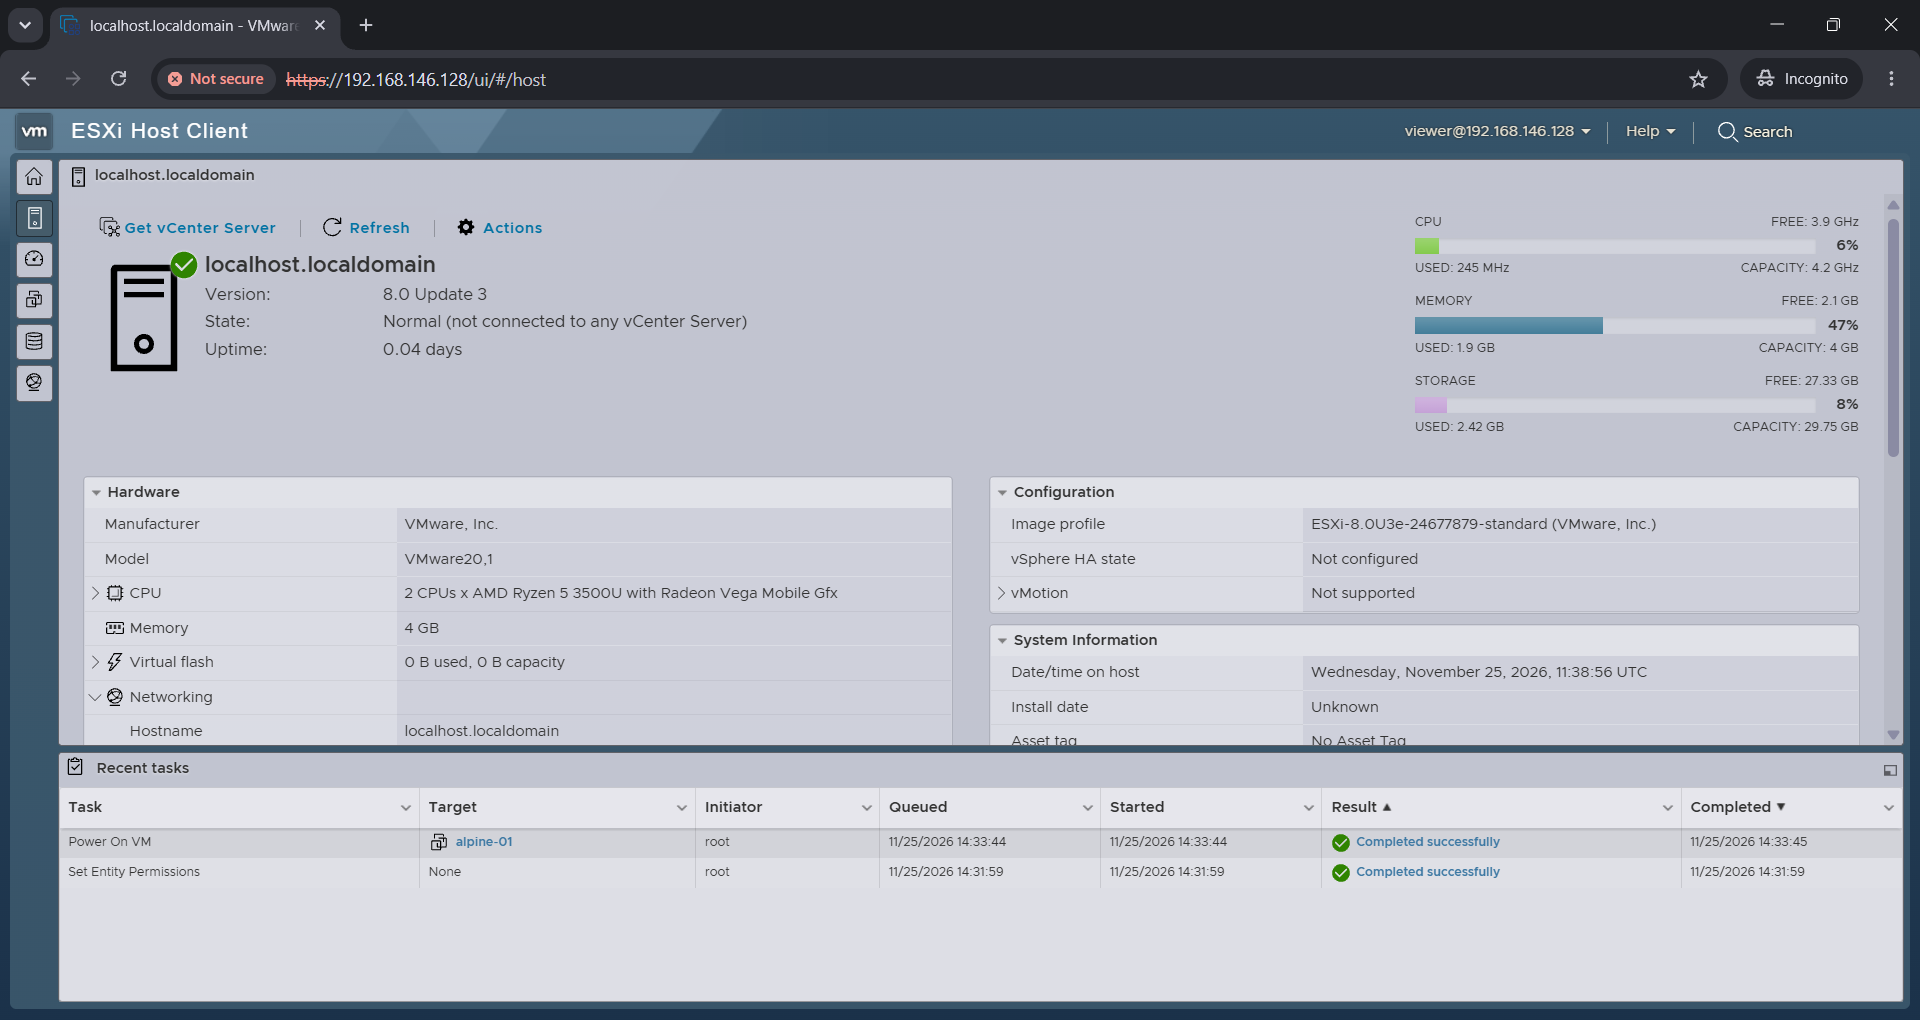 localhost.localdomain - VMwar
Not secure
https://192.168.146.128/ui/#/host
Incognito
vm
ESXi Host Client
viewer@192.168.146.128
Help
Search
localhost.localdomain
Get vCenter Server
Refresh
Actions
localhost.localdomain
Version: 8.0 Update 3
State: Normal (not connected to any vCenter Server)
Uptime: 0.04 days
CPU FREE: 3.9 GHz
6%
USED: 245 MHz CAPACITY: 4.2 GHz
MEMORY FREE: 2.1 GB
47%
USED: 1.9 GB CAPACITY: 4 GB
STORAGE FREE: 27.33 GB
8%
USED: 2.42 GB CAPACITY: 29.75 GB
Hardware
Manufacturer VMware, Inc.
Model VMware20,1
CPU 2 CPUs x AMD Ryzen 5 3500U with Radeon Vega Mobile Gfx
Memory 4 GB
Virtual flash 0 B used, 0 B capacity
Networking
Hostname localhost.localdomain
Configuration
Image profile ESXi-8.0U3e-24677879-standard (VMware, Inc.)
vSphere HA state Not configured
vMotion Not supported
System Information
Date/time on host Wednesday, November 25, 2026, 11:38:56 UTC
Install date Unknown
Asset tag No Asset Tag
Recent tasks
Task Target Initiator Queued Started Result Completed
Power On VM alpine-01 root 11/25/2026 14:33:44 11/25/2026 14:33:44 Completed successfully 11/25/2026 14:33:45
Set Entity Permissions None root 11/25/2026 14:31:59 11/25/2026 14:31:59 Completed successfully 11/25/2026 14:31:59